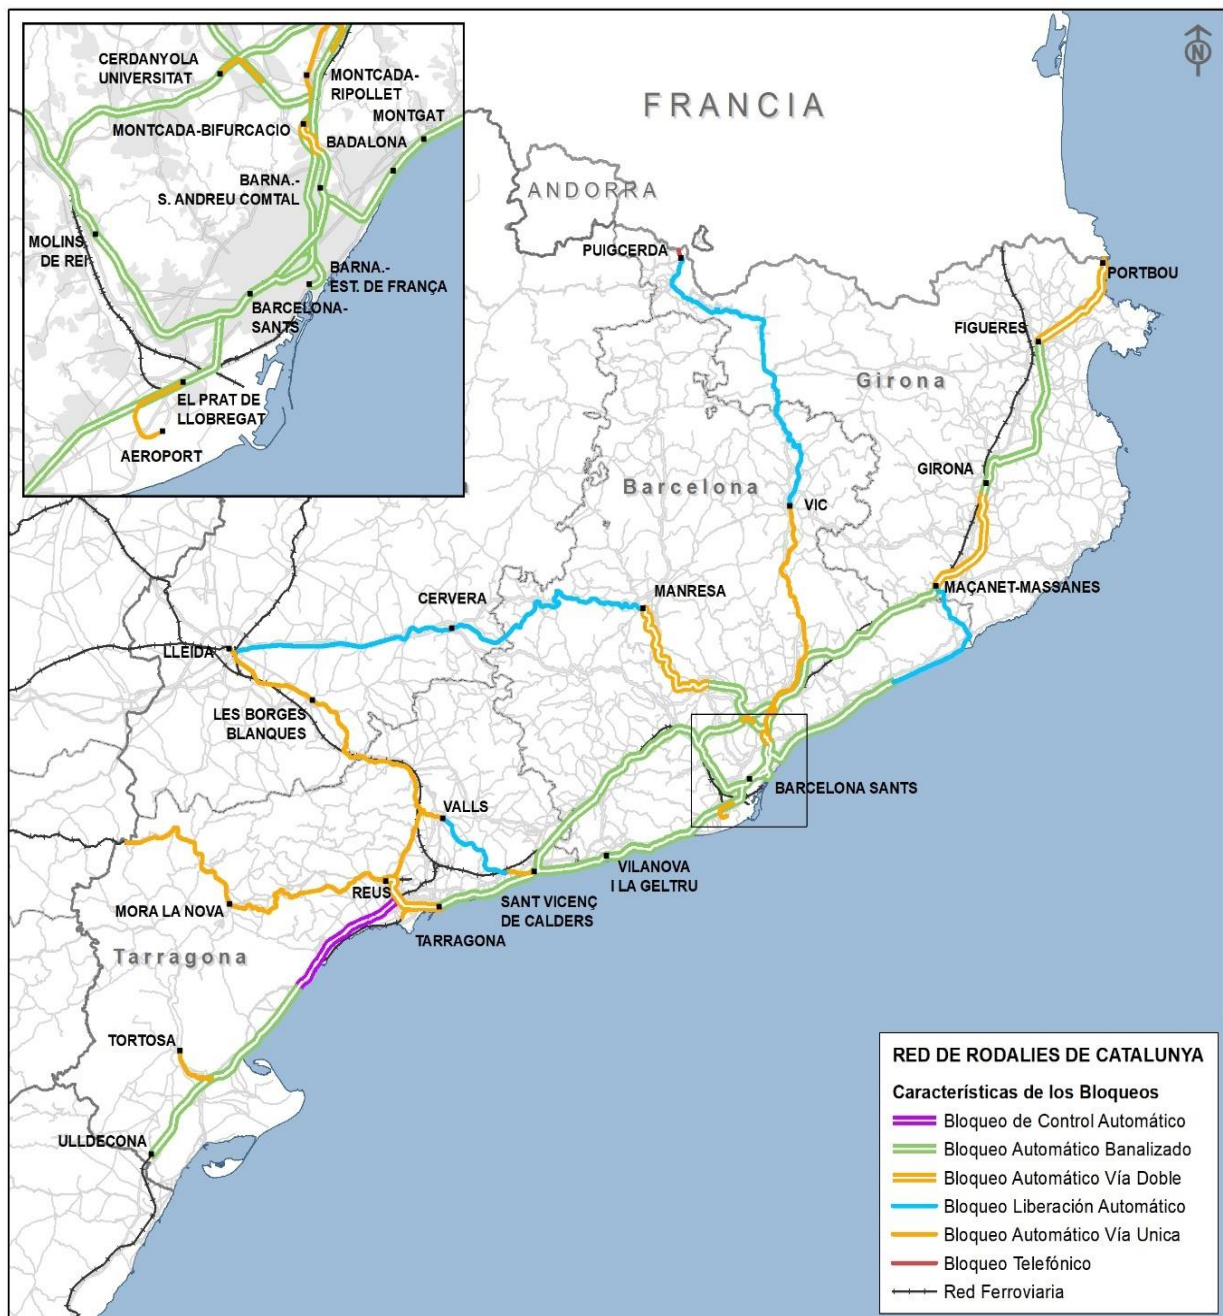 CERDANYOLA
UNIVERSITAT
MONTCADA-
RIPOLLET
MONTGAT
MONTCADA-BIFURCACIO
BADALONA
BARNA.-
S. ANDREU COMTAL
MOLINS
DE REI
BARNA.-
EST. DE FRANÇA
BARCELONA-
SANTS
EL PRAT DE
LLOBREGAT
AEROPORT
N
FRANCIA
ANDORRA
PUIGCERDA
PORTBOU
FIGUERES
Girona
GIRONA
Barcelona
VIC
MANRESA
MAÇANET-MASSANES
CERVERA
LLEIDA
LES BORGES
BLANQUES
BARCELONA SANTS
VALLS
VILANOVA
I LA GELTRU
REUS
SANT VICENÇ
DE CALDERS
MORA LA NOVA
TARRAGONA
Tarragona
TORTOSA
ULLDECONA
RED DE RODALIES DE CATALUNYA
Características de los Bloqueos
Bloqueo de Control Automático
Bloqueo Automático Banalizado
Bloqueo Automático Vía Doble
Bloqueo Liberación Automático
Bloqueo Automático Vía Unica
Bloqueo Telefónico
Red Ferroviaria